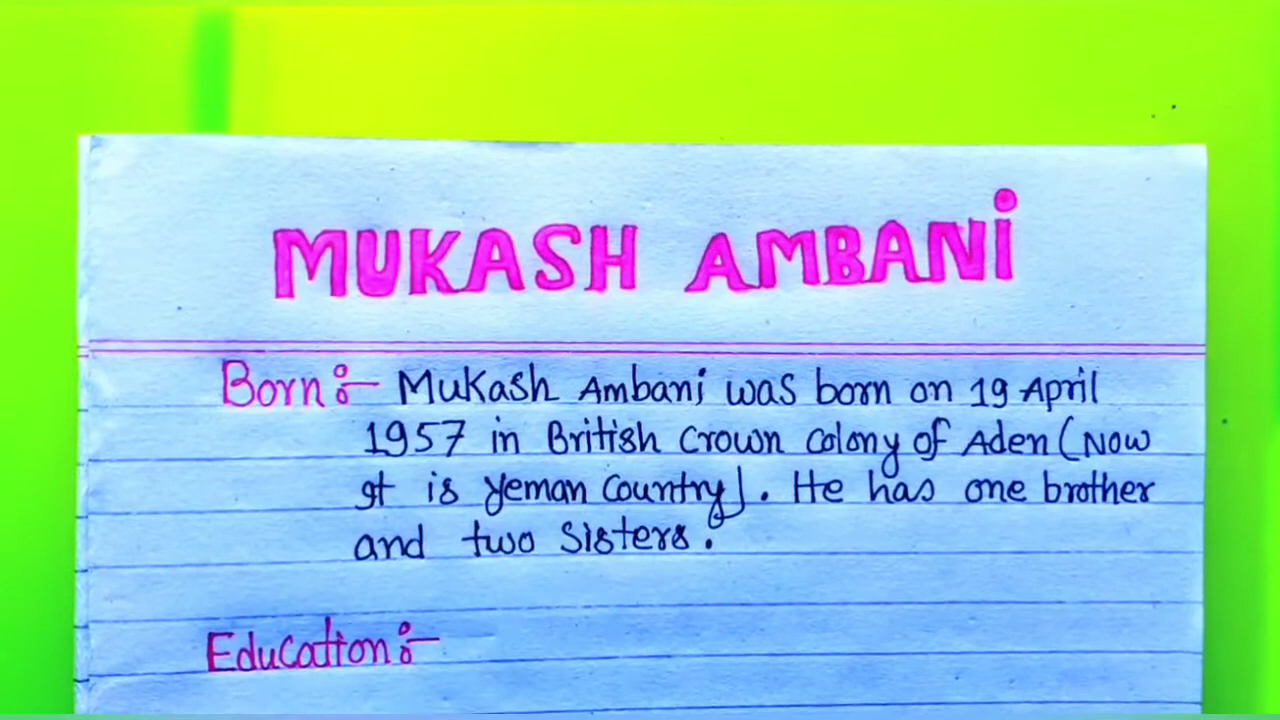 MUKASH AMBANi
Born :- Mukash Ambani was born on 19 April
1957 in British Crown Colony of Aden (Now
It is Yeman Country). He has one brother
and two Sisters.
Education :-